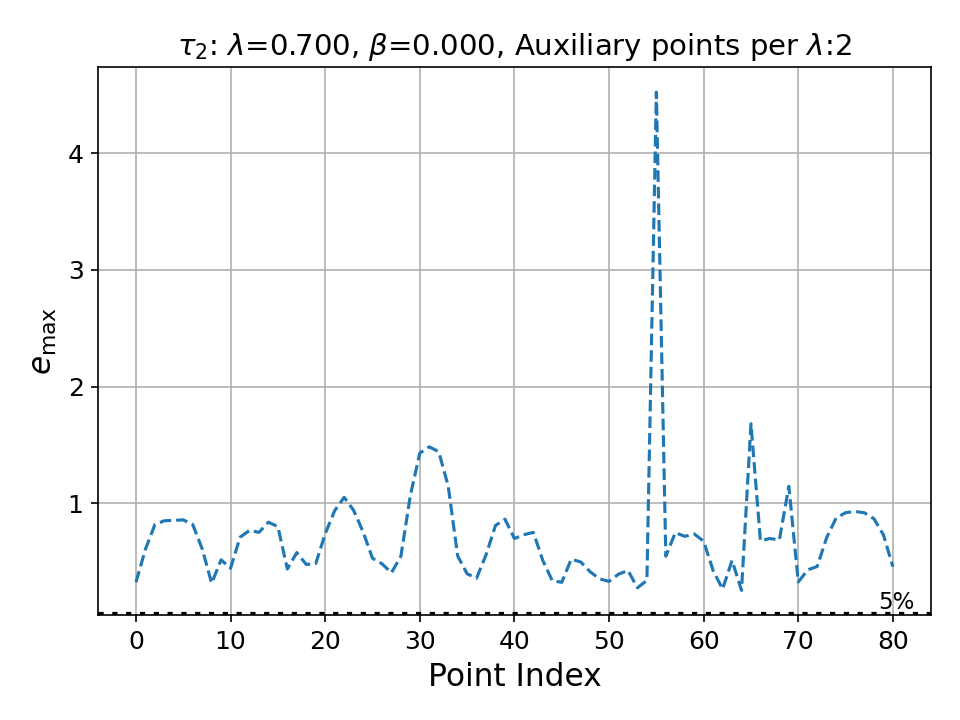 τ₂: λ=0.700, β=0.000, Auxiliary points per λ:2
e_max
4
3
2
1
5%
0 10 20 30 40 50 60 70 80
Point Index